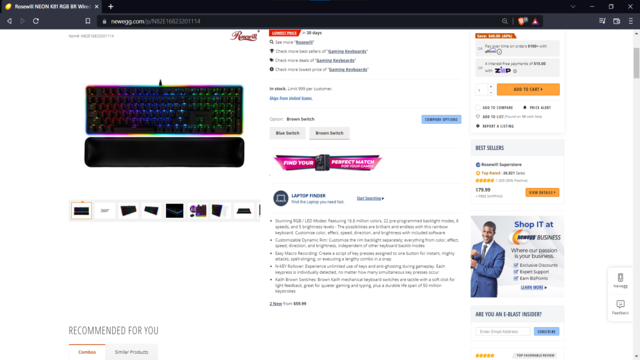 Rosewill NEON K81 RGB BR Wire
newegg.com/p/N82E16823201114
Item#: N82E16823201114
Rosewill
LOWEST PRICE in 30 days
See more "Rosewill"
Check more best sellers of "Gaming Keyboards"
Check more deals of "Gaming Keyboards"
Check more lowest price of "Gaming Keyboards"
In stock. Limit 999 per customer.
Ships from United States.
Option: Brown Switch
COMPARE OPTIONS
Blue Switch
Brown Switch
FIND YOUR
PERFECT MATCH
FOR YOUR GAMING
LAPTOP FINDER
Find the Laptop you need fast.
Start Searching
• Stunning RGB / LED Modes: Featuring 16.8 million colors, 22 pre-programmed backlight modes, 6
speeds, and 5 brightness levels - The possibilities are brilliant and endless with this rainbow
keyboard. Customize color, effect, speed, direction, and brightness with included software
• Customizable Dynamic Rim: Customize the rim backlight separately; everything from color, effect,
speed, direction, and brightness, independent of other keyboard backlit modes
• Easy Macro Recording: Create a script of key presses assigned to one button for instant, mighty
attacks, spell-slinging, or executing a lengthy combo in a snap
• N-KEY Rollover: Experience unlimited use of keys and anti-ghosting during gameplay. Each
keypress is individually detected, no matter how many simultaneous key presses occur
• Kailh Brown Switches: Brown Kailh mechanical keyboard switches are tactile with a soft click for
light feedback, great for quieter gaming and typing, plus a durable life span of 50 million
keystrokes
2 New from $59.99
RECOMMENDED FOR YOU
Combos
Similar Products
OR
Pay over time on orders $100+ with
OR
4 interest-free payments of $15.00
with ZIP
1
ADD TO CART
ADD TO COMPARE
PRICE ALERT
ADD TO LIST
REPORT A LISTING
BEST SELLERS
Rosewill Superstore
Top Rated
$79.99
+ FREE SHIPPING
VIEW DETAILS
Shop IT at
newegg BUSINESS
Where our passion
is your business.
Exclusive Discounts
Expert Support
Earn BizPoints
LEARN MORE
Newegg
Feedback
ARE YOU AN E-BLAST INSIDER?
Enter Email Address
SUBSCRIBE
TOP FAVORABLE REVIEW